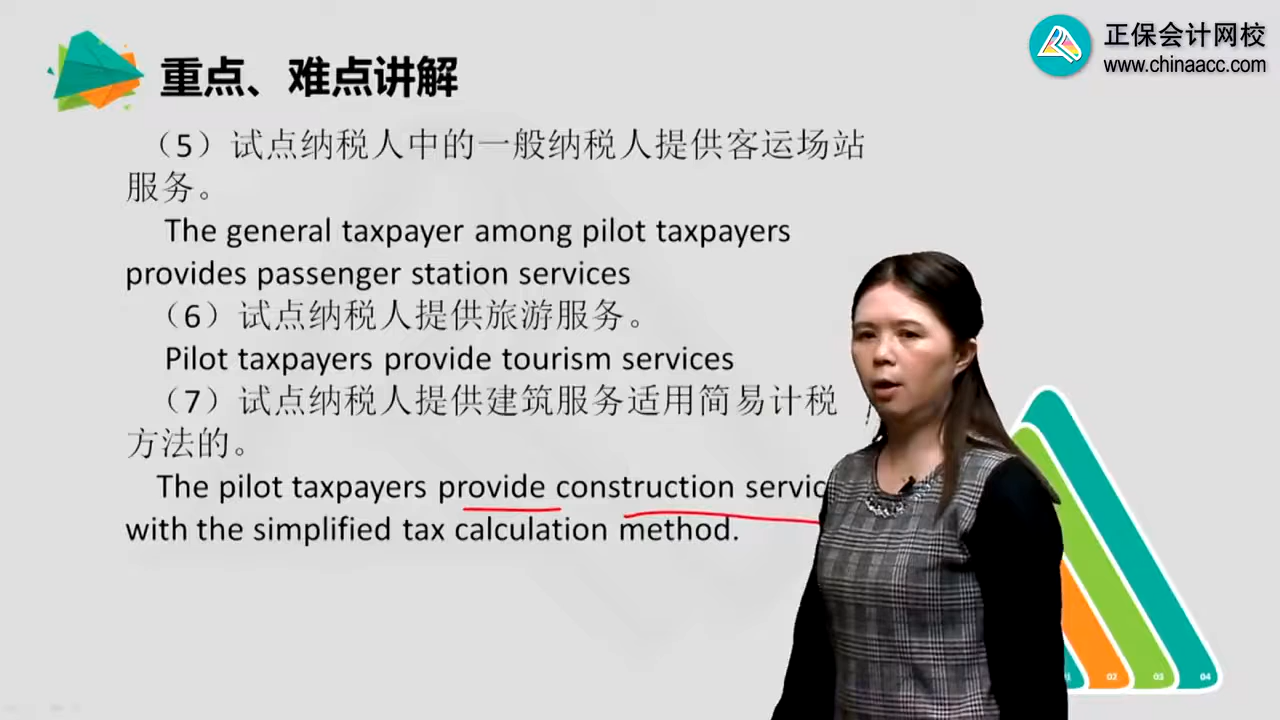 正保会计网校
www.chinaacc.com
重点、难点讲解
（5）试点纳税人中的一般纳税人提供客运场站
服务。
The general taxpayer among pilot taxpayers
provides passenger station services
（6）试点纳税人提供旅游服务。
Pilot taxpayers provide tourism services
（7）试点纳税人提供建筑服务适用简易计税
方法的。
The pilot taxpayers provide construction servic
with the simplified tax calculation method.
02 03 04